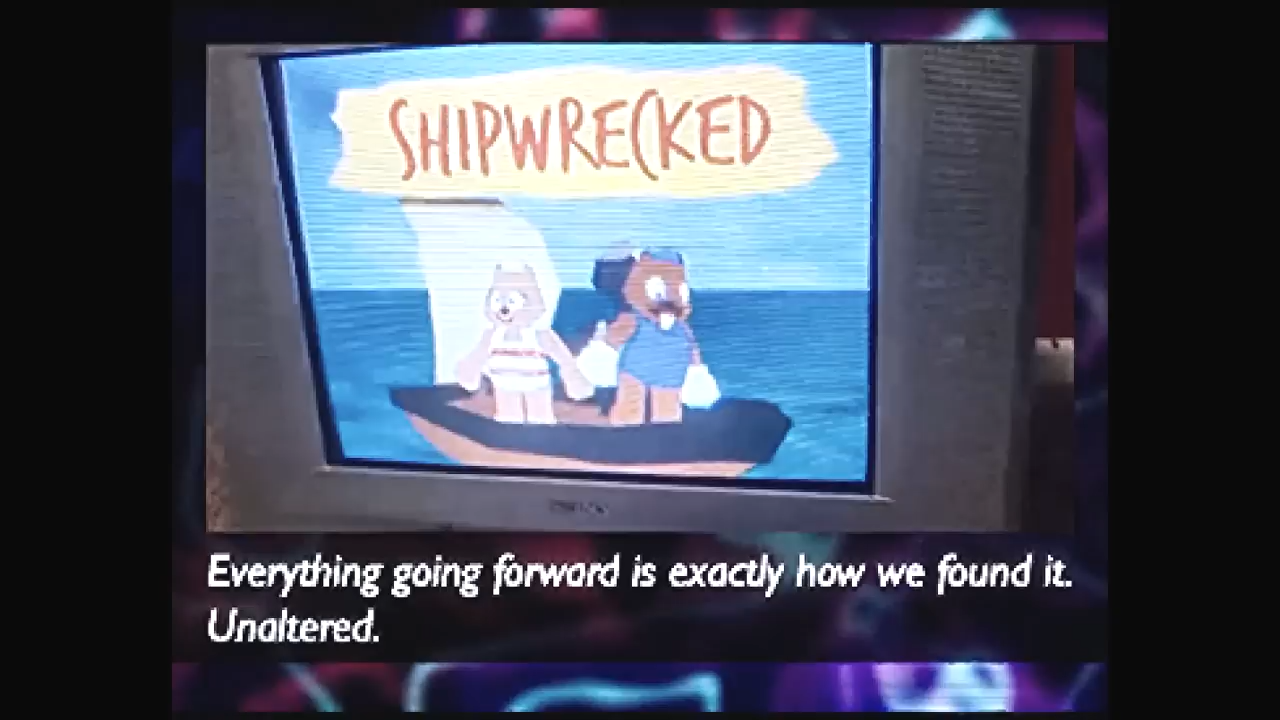 SHIPWRECKED
Everything going forward is exactly how we found it.
Unaltered.